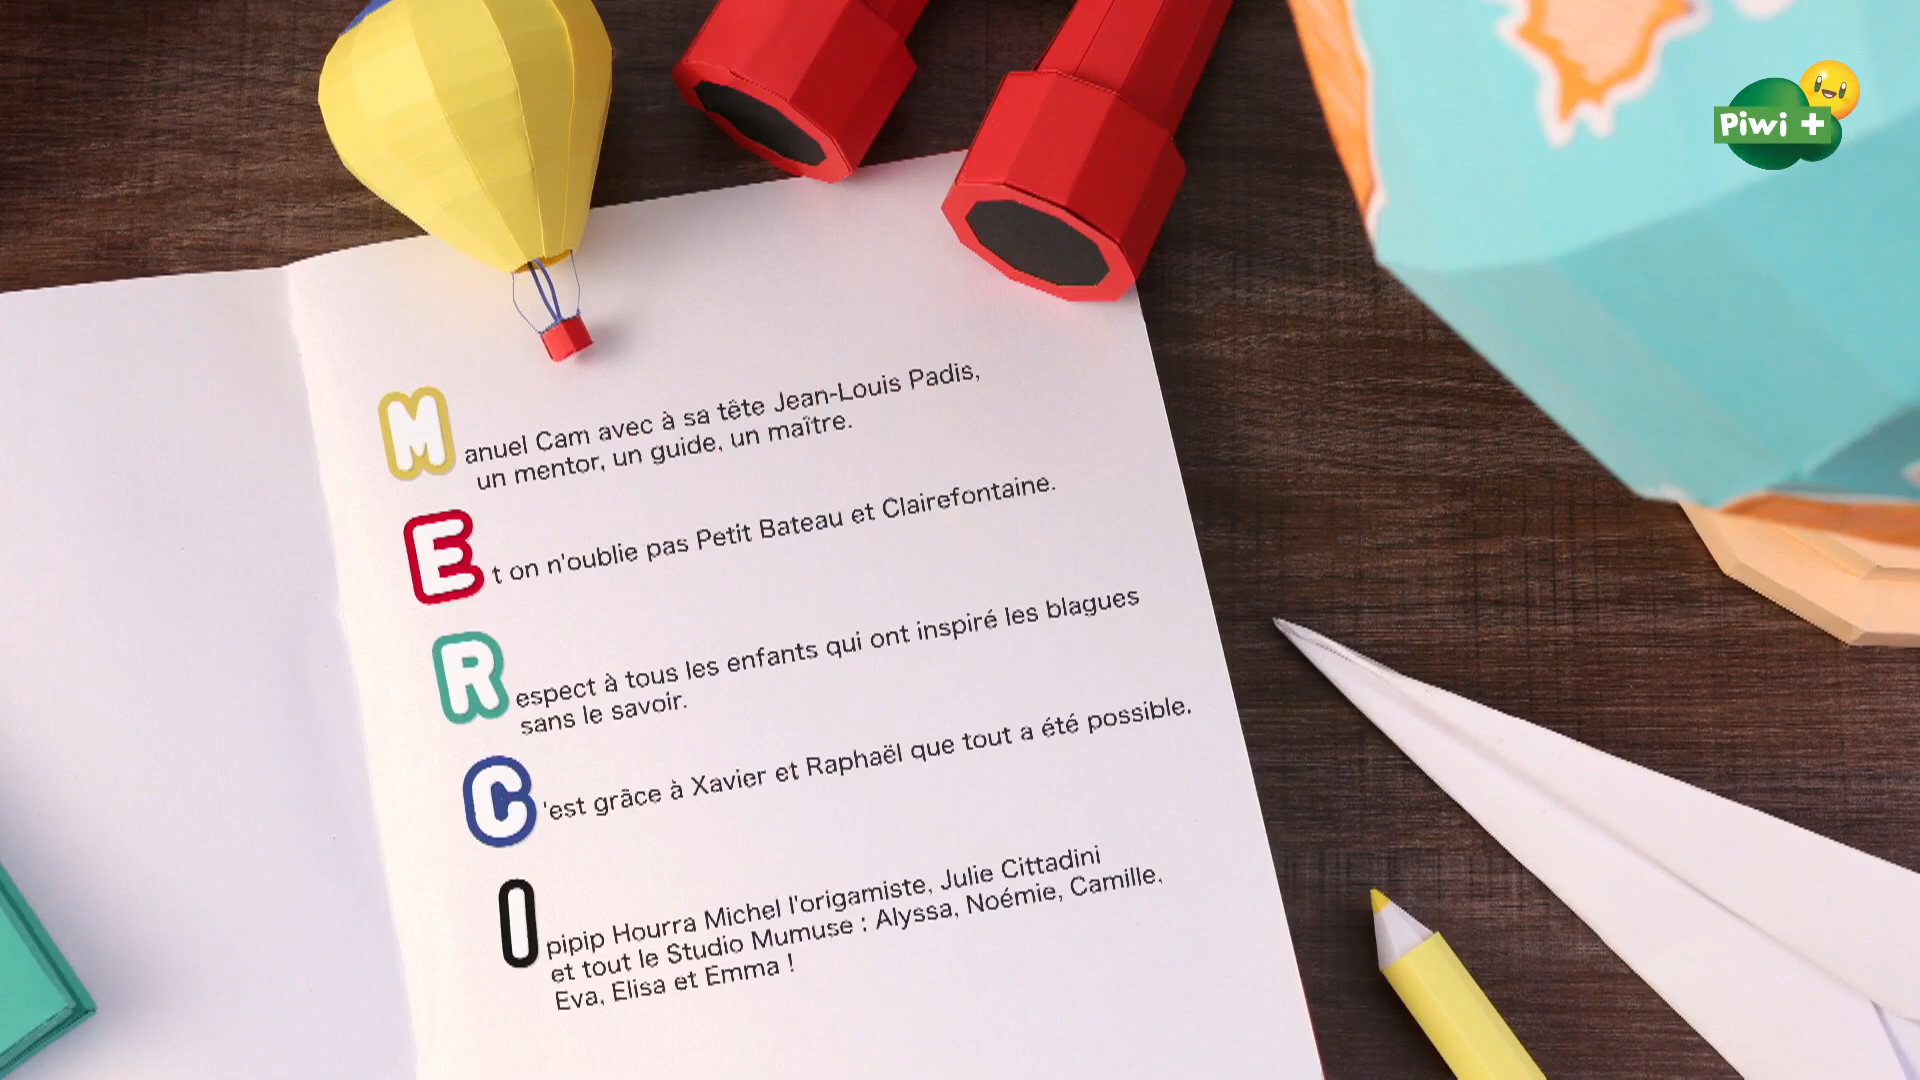 Piwi +
Manuel Cam avec à sa tête Jean-Louis Padis,
un mentor, un guide, un maître.
Et on n'oublie pas Petit Bateau et Clairefontaine.
Respect à tous les enfants qui ont inspiré les blagues
sans le savoir.
C'est grâce à Xavier et Raphaël que tout a été possible.
Ipipip Hourra Michel l'origamiste, Julie Cittadini
et tout le Studio Mumuse : Alyssa, Noémie, Camille,
Eva, Elisa et Emma !